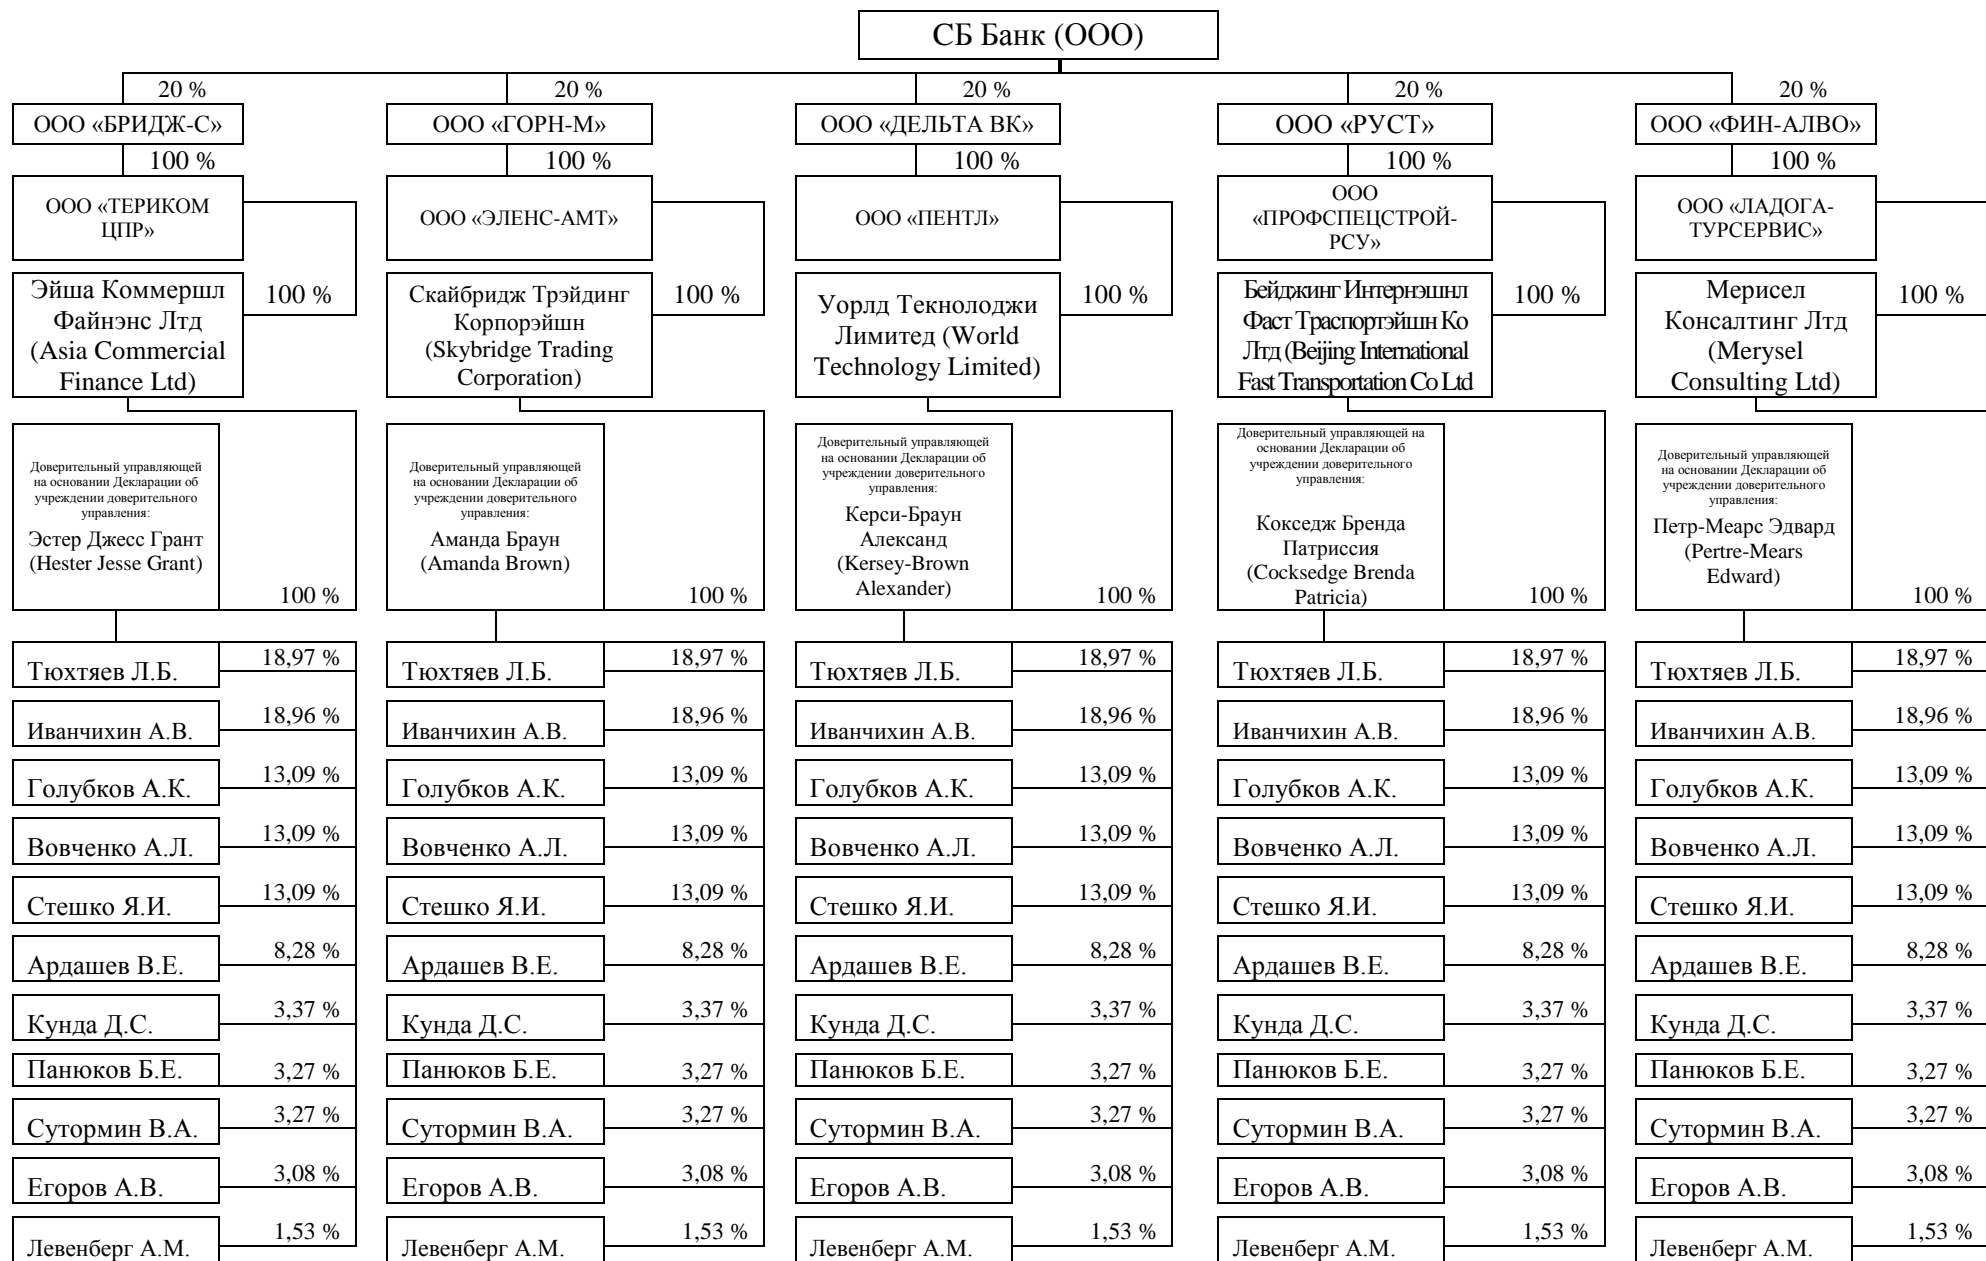 СБ Банк (ООО)
20 %
20 %
20 %
20 %
20 %
ООО «БРИДЖ-С»
ООО «ГОРН-М»
ООО «ДЕЛЬТА ВК»
ООО «РУСТ»
ООО «ФИН-АЛВО»
100 %
100 %
100 %
100 %
100 %
ООО «ТЕРИКОМ
ЦПР»
ООО «ЭЛЕНС-АМТ»
ООО «ПЕНТЛ»
ООО
«ПРОФСПЕЦСТРОЙ-
РСУ»
ООО «ЛАДОГА-
ТУРСЕРВИС»
Эйша Коммершл
Файнэнс Лтд
(Asia Commercial
Finance Ltd)
100 %
Скайбридж Трэйдинг
Корпорэйшн
(Skybridge Trading
Corporation)
100 %
Уорлд Текнолоджи
Лимитед (World
Technology Limited)
100 %
Бейджинг Интернэшнл
Фаст Траспортэйшн Ко
Лтд (Beijing International
Fast Transportation Co Ltd
100 %
Мерисел
Консалтинг Лтд
(Merysel
Consulting Ltd)
100 %
Доверительный управляющей
на основании Декларации об
учреждении доверительного
управления:
Эстер Джесс Грант
(Hester Jesse Grant)
100 %
Доверительный управляющей
на основании Декларации об
учреждении доверительного
управления:
Аманда Браун
(Amanda Brown)
100 %
Доверительный управляющей
на основании Декларации об
учреждении доверительного
управления:
Керси-Браун
Александ
(Kersey-Brown
Alexander)
100 %
Доверительный управляющей на
основании Декларации об
учреждении доверительного
управления:
Кокседж Бренда
Патриссия
(Cocksedge Brenda
Patricia)
100 %
Доверительный управляющей
на основании Декларации об
учреждении доверительного
управления:
Петр-Меарс Эдвард
(Pertre-Mears
Edward)
100 %
Тюхтяев Л.Б. 18,97 %
Тюхтяев Л.Б. 18,97 %
Тюхтяев Л.Б. 18,97 %
Тюхтяев Л.Б. 18,97 %
Тюхтяев Л.Б. 18,97 %
Иванчихин А.В. 18,96 %
Иванчихин А.В. 18,96 %
Иванчихин А.В. 18,96 %
Иванчихин А.В. 18,96 %
Иванчихин А.В. 18,96 %
Голубков А.К. 13,09 %
Голубков А.К. 13,09 %
Голубков А.К. 13,09 %
Голубков А.К. 13,09 %
Голубков А.К. 13,09 %
Вовченко А.Л. 13,09 %
Вовченко А.Л. 13,09 %
Вовченко А.Л. 13,09 %
Вовченко А.Л. 13,09 %
Вовченко А.Л. 13,09 %
Стешко Я.И. 13,09 %
Стешко Я.И. 13,09 %
Стешко Я.И. 13,09 %
Стешко Я.И. 13,09 %
Стешко Я.И. 13,09 %
Ардашев В.Е. 8,28 %
Ардашев В.Е. 8,28 %
Ардашев В.Е. 8,28 %
Ардашев В.Е. 8,28 %
Ардашев В.Е. 8,28 %
Кунда Д.С. 3,37 %
Кунда Д.С. 3,37 %
Кунда Д.С. 3,37 %
Кунда Д.С. 3,37 %
Кунда Д.С. 3,37 %
Панюков Б.Е. 3,27 %
Панюков Б.Е. 3,27 %
Панюков Б.Е. 3,27 %
Панюков Б.Е. 3,27 %
Панюков Б.Е. 3,27 %
Сутормин В.А. 3,27 %
Сутормин В.А. 3,27 %
Сутормин В.А. 3,27 %
Сутормин В.А. 3,27 %
Сутормин В.А. 3,27 %
Егоров А.В. 3,08 %
Егоров А.В. 3,08 %
Егоров А.В. 3,08 %
Егоров А.В. 3,08 %
Егоров А.В. 3,08 %
Левенберг А.М. 1,53 %
Левенберг А.М. 1,53 %
Левенберг А.М. 1,53 %
Левенберг А.М. 1,53 %
Левенберг А.М. 1,53 %